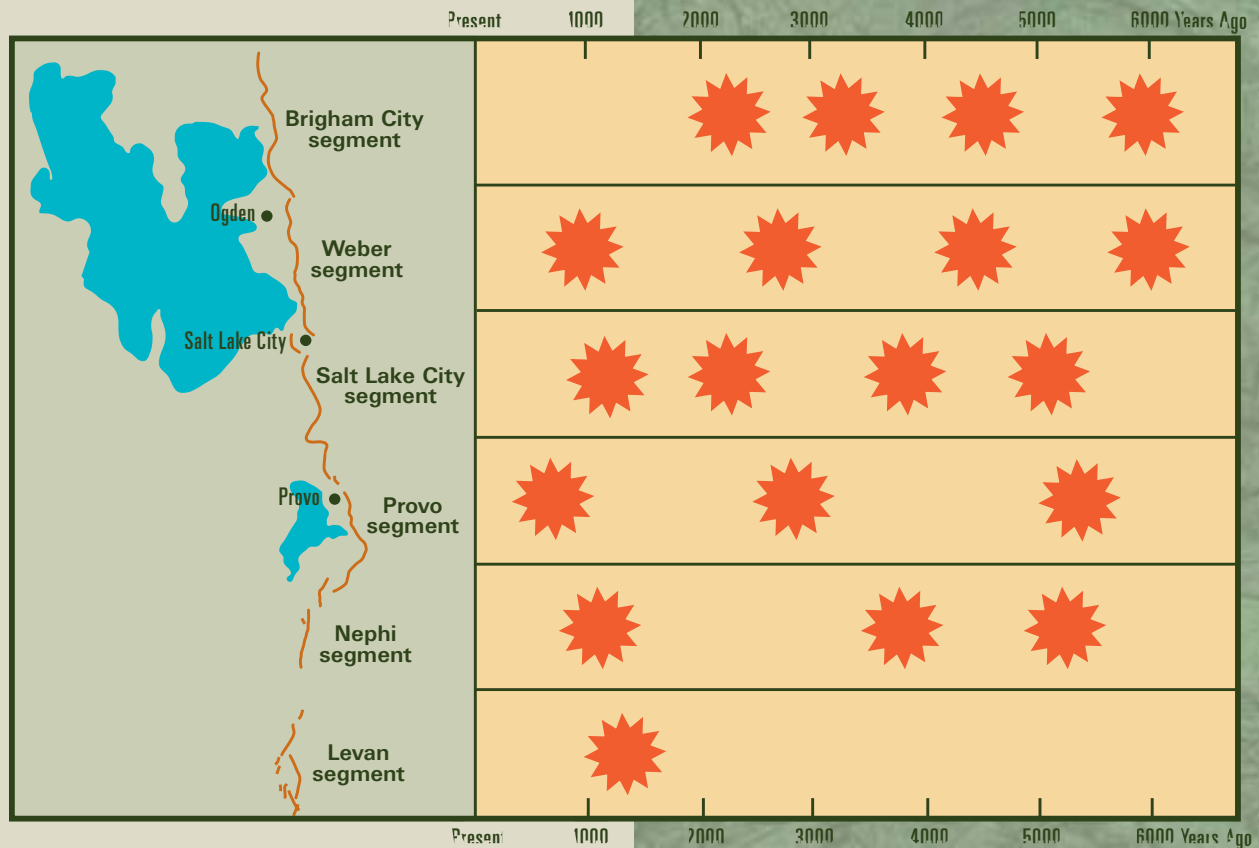 Present 1000 2000 3000 4000 5000 6000 Years Ago
Brigham City
segment
Ogden
Weber
segment
Salt Lake City
Salt Lake City
segment
Provo
Provo
segment
Nephi
segment
Levan
segment
Present 1000 2000 3000 4000 5000 6000 Years Ago